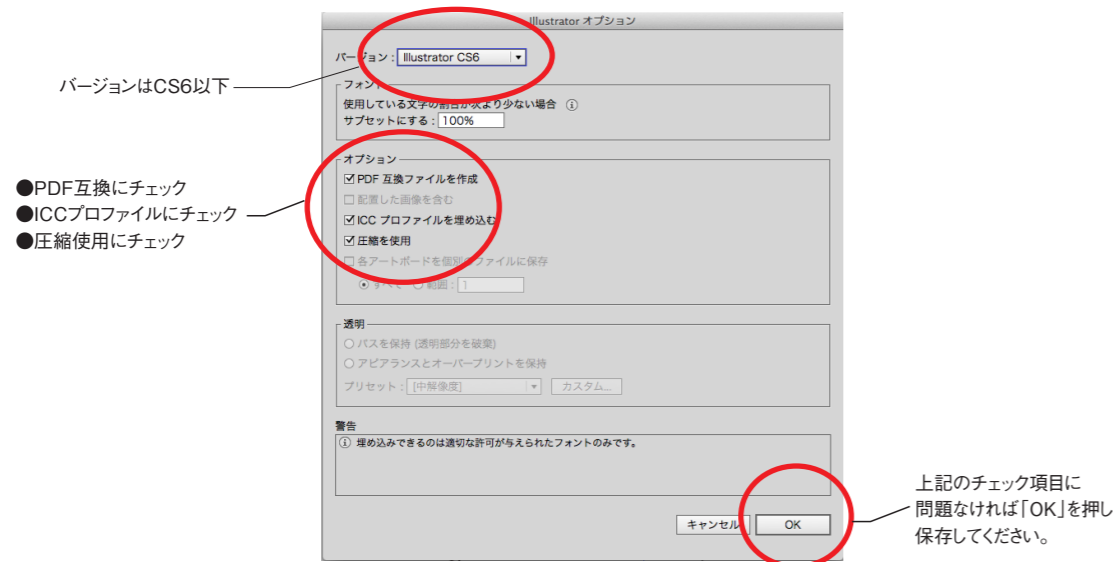 Illustrator オプション
バージョン : Illustrator CS6
バージョンはCS6以下
フォント
使用している文字の割合が次より少ない場合
サブセットにする : 100%
オプション
PDF 互換ファイルを作成
配置した画像を含む
ICC プロファイルを埋め込む
圧縮を使用
各アートボードを個別のファイルに保存
すべて 範囲 : 1
●PDF互換にチェック
●ICCプロファイルにチェック
●圧縮使用にチェック
透明
パスを保持 (透明部分を破棄)
アピアランスとオーバープリントを保持
プリセット : [中解像度] カスタム...
警告
埋め込みできるのは適切な許可が与えられたフォントのみです。
キャンセル OK
上記のチェック項目に
問題なければ「OK」を押し
保存してください。